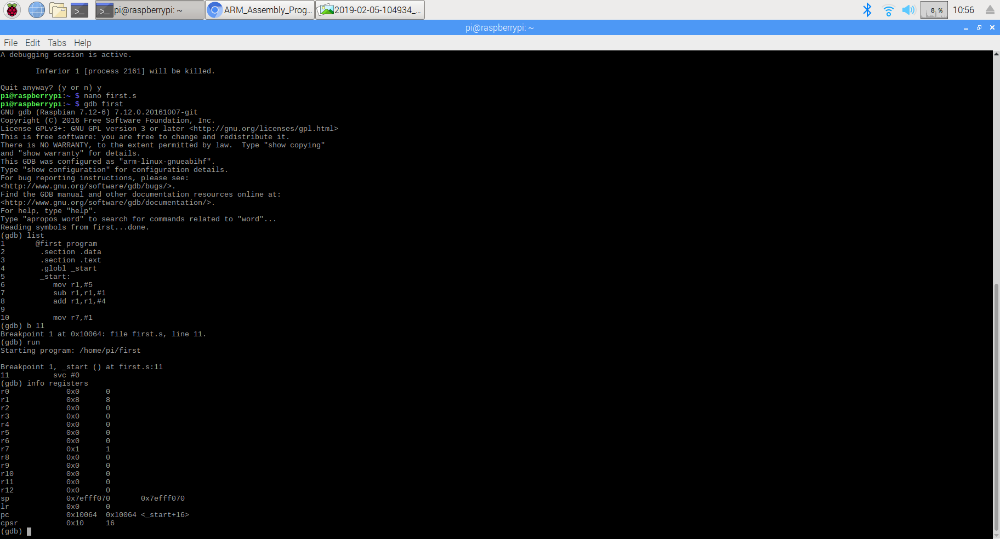 pi@raspberrypi: ~
ARM_Assembly_Prog...
2019-02-05-104934_...
8 %
10:56
pi@raspberrypi: ~
File Edit Tabs Help
A debugging session is active.
Inferior 1 [process 2161] will be killed.
Quit anyway? (y or n) y
pi@raspberrypi:~ $ nano first.s
pi@raspberrypi:~ $ gdb first
GNU gdb (Raspbian 7.12-6) 7.12.0.20161007-git
Copyright (C) 2016 Free Software Foundation, Inc.
License GPLv3+: GNU GPL version 3 or later <http://gnu.org/licenses/gpl.html>
This is free software: you are free to change and redistribute it.
There is NO WARRANTY, to the extent permitted by law.  Type "show copying"
and "show warranty" for details.
This GDB was configured as "arm-linux-gnueabihf".
Type "show configuration" for configuration details.
For bug reporting instructions, please see:
<http://www.gnu.org/software/gdb/bugs/>.
Find the GDB manual and other documentation resources online at:
<http://www.gnu.org/software/gdb/documentation/>.
For help, type "help".
Type "apropos word" to search for commands related to "word"...
Reading symbols from first...done.
(gdb) list
1       @first program
2        .section .data
3        .section .text
4        .globl _start
5        _start:
6           mov r1,#5
7           sub r1,r1,#1
8           add r1,r1,#4
9
10          mov r7,#1
(gdb) b 11
Breakpoint 1 at 0x10064: file first.s, line 11.
(gdb) run
Starting program: /home/pi/first
Breakpoint 1, _start () at first.s:11
11          svc #0
(gdb) info registers
r0             0x0      0
r1             0x8      8
r2             0x0      0
r3             0x0      0
r4             0x0      0
r5             0x0      0
r6             0x0      0
r7             0x1      1
r8             0x0      0
r9             0x0      0
r10            0x0      0
r11            0x0      0
r12            0x0      0
sp             0x7efff070       0x7efff070
lr             0x0      0
pc             0x10064  0x10064 <_start+16>
cpsr           0x10     16
(gdb)